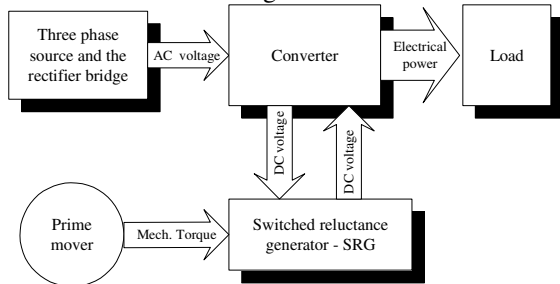 Three phase
source and the
rectifier bridge
AC voltage
Converter
Electrical
power
Load
DC voltage
DC voltage
Prime
mover
Mech. Torque
Switched reluctance
generator - SRG